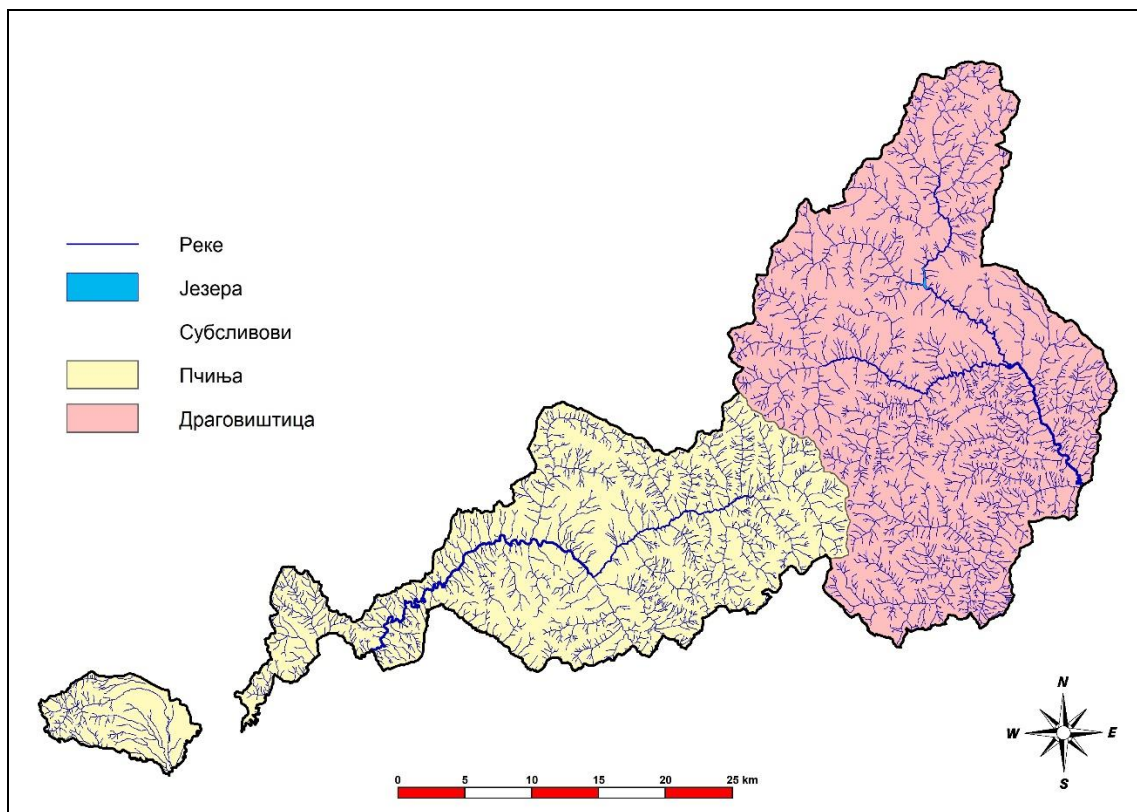 Реке
Језера
Субсливови
Пчиња
Драговиштица
N
W E
S
0 5 10 15 20 25 km